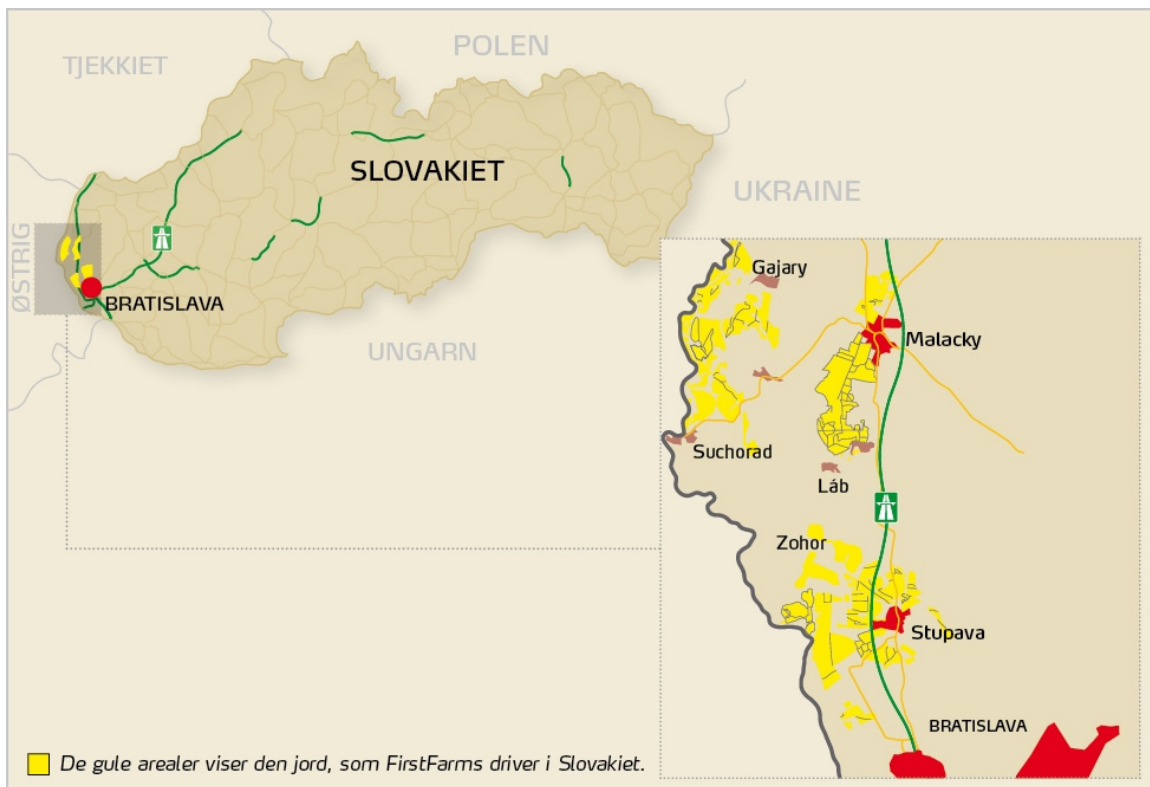 POLEN
TJEKKIET
SLOVAKIET
UKRAINE
ØSTRIG
BRATISLAVA
UNGARN
Gajary
Malacky
Suchorad
Láb
Zohor
Stupava
BRATISLAVA
De gule arealer viser den jord, som FirstFarms driver i Slovakiet.